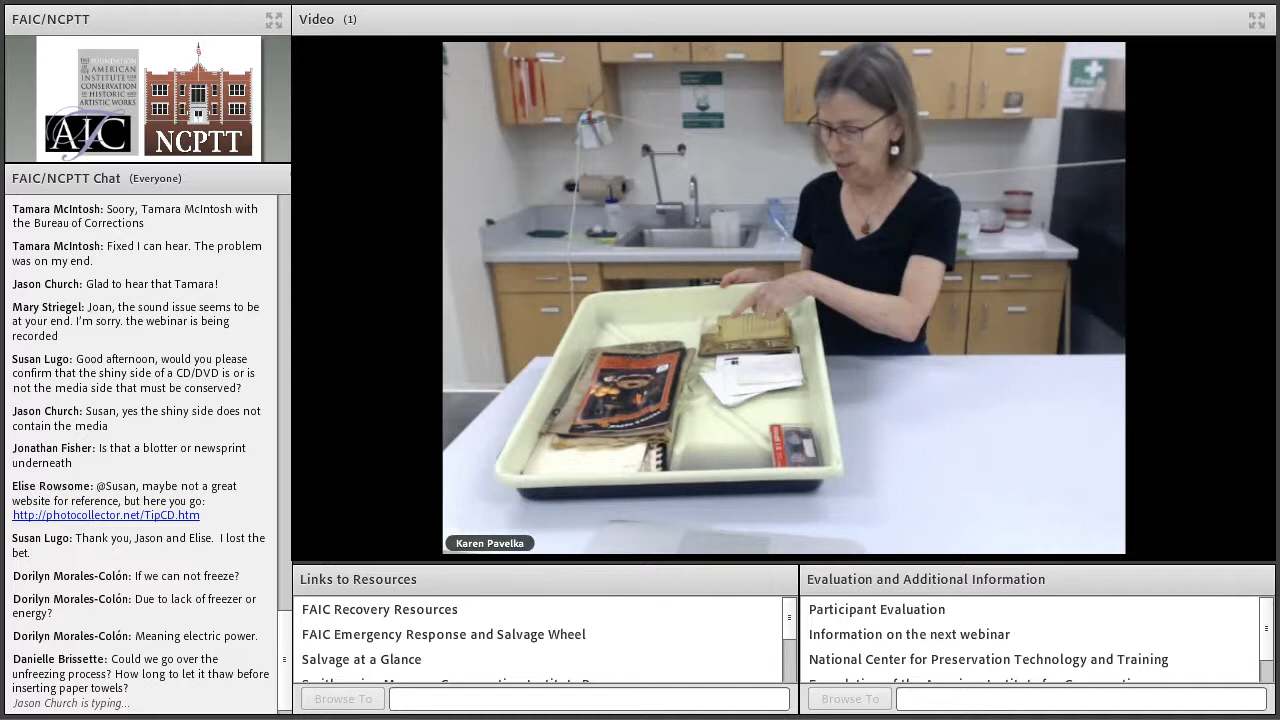 FAIC/NCPTT
THE FOUNDATION
OF THE
AMERICAN
INSTITUTE FOR
CONSERVATION
OF HISTORIC AND
ARTISTIC WORKS
AIC
NCPTT
FAIC/NCPTT Chat (Everyone)
Tamara McIntosh: Soory, Tamara McIntosh with
the Bureau of Corrections
Tamara McIntosh: Fixed I can hear. The problem
was on my end.
Jason Church: Glad to hear that Tamara!
Mary Striegel: Joan, the sound issue seems to be
at your end. I'm sorry. the webinar is being
recorded
Susan Lugo: Good afternoon, would you please
confirm that the shiny side of a CD/DVD is or is
not the media side that must be conserved?
Jason Church: Susan, yes the shiny side does not
contain the media
Jonathan Fisher: Is that a blotter or newsprint
underneath
Elise Rowsome: @Susan, maybe not a great
website for reference, but here you go:
http://photocollector.net/TipCD.htm
Susan Lugo: Thank you, Jason and Elise. I lost the
bet.
Dorilyn Morales-Colón: If we can not freeze?
Dorilyn Morales-Colón: Due to lack of freezer or
energy?
Dorilyn Morales-Colón: Meaning electric power.
Danielle Brissette: Could we go over the
unfreezing process? How long to let it thaw before
inserting paper towels?
Jason Church is typing...
Video (1)
Karen Pavelka
Links to Resources
FAIC Recovery Resources
FAIC Emergency Response and Salvage Wheel
Salvage at a Glance
Browse To
Evaluation and Additional Information
Participant Evaluation
Information on the next webinar
National Center for Preservation Technology and Training
Browse To